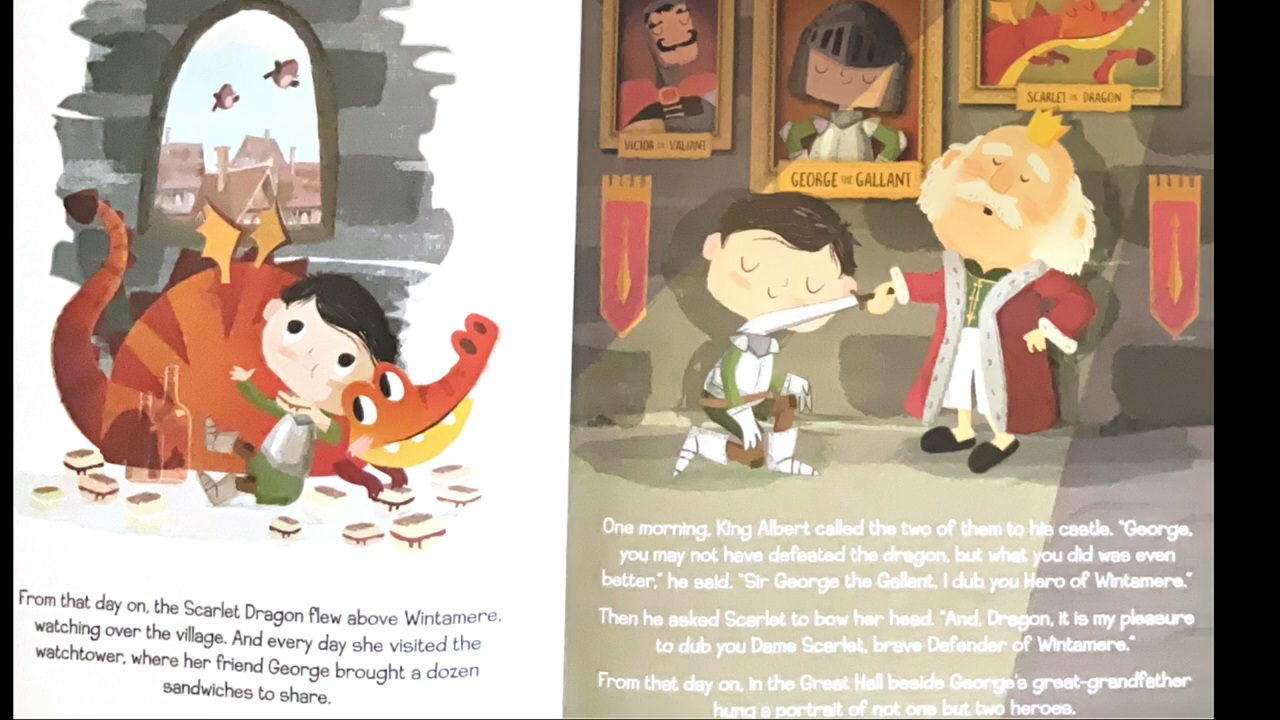 From that day on, the Scarlet Dragon flew above Wintamere,
watching over the village. And every day she visited the
watchtower, where her friend George brought a dozen
sandwiches to share.
VICTOR THE VALIANT
GEORGE THE GALLANT
SCARLET THE DRAGON
One morning, King Albert called the two of them to his castle. "George,
you may not have defeated the dragon, but what you did was even
better," he said. "Sir George the Gallant, I dub you Hero of Wintamere."
Then he asked Scarlet to bow her head. "And, Dragon, it is my pleasure
to dub you Dame Scarlet, brave Defender of Wintamere."
From that day on, in the Great Hall beside George's great-grandfather
hung a portrait of not one but two heroes.